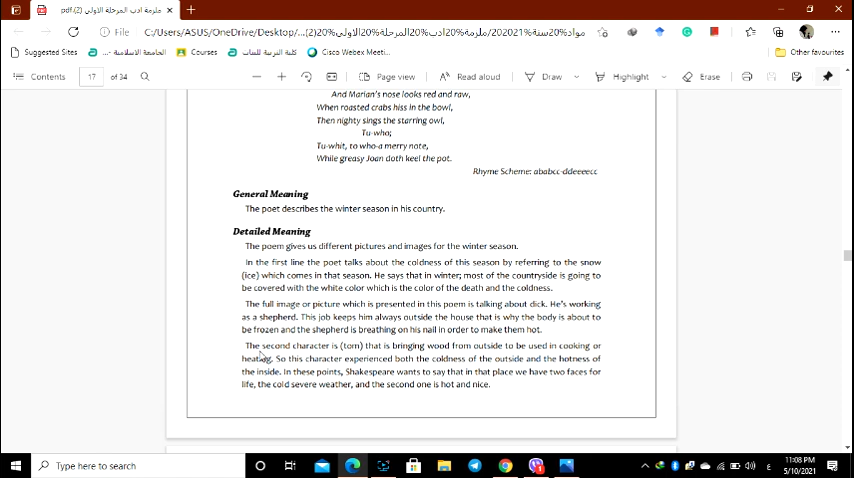 ملزمة ادب المرحلة الاولى (2).pdf
File
C:/Users/ASUS/OneDrive/Desktop/...مواد%20سنة%202020/21ملزمة%20ادب%20المرحلة%20الاولى%20(2)
Suggested Sites
الجامعة الاسلامية -...
Courses
كلية التربية للبنات
Cisco Webex Meeti...
Other favourites
Contents
17 of 34
Page view
Read aloud
Draw
Highlight
Erase
And Marian's nose looks red and raw,
When roasted crabs hiss in the bowl,
Then nighty sings the starring owl,
Tu-who;
Tu-whit, to who-a merry note,
While greasy Joan doth keel the pot.
Rhyme Scheme: ababcc-ddeeeecc
General Meaning
The poet describes the winter season in his country.
Detailed Meaning
The poem gives us different pictures and images for the winter season.
In the first line the poet talks about the coldness of this season by referring to the snow
(ice) which comes in that season. He says that in winter; most of the countryside is going to
be covered with the white color which is the color of the death and the coldness.
The full image or picture which is presented in this poem is talking about dick. He's working
as a shepherd. This job keeps him always outside the house that is why the body is about to
be frozen and the shepherd is breathing on his nail in order to make them hot.
The second character is (tom) that is bringing wood from outside to be used in cooking or
heating. So this character experienced both the coldness of the outside and the hotness of
the inside. In these points, Shakespeare wants to say that in that place we have two faces for
life, the cold severe weather, and the second one is hot and nice.
Type here to search
ع
11:08 PM
5/10/2021